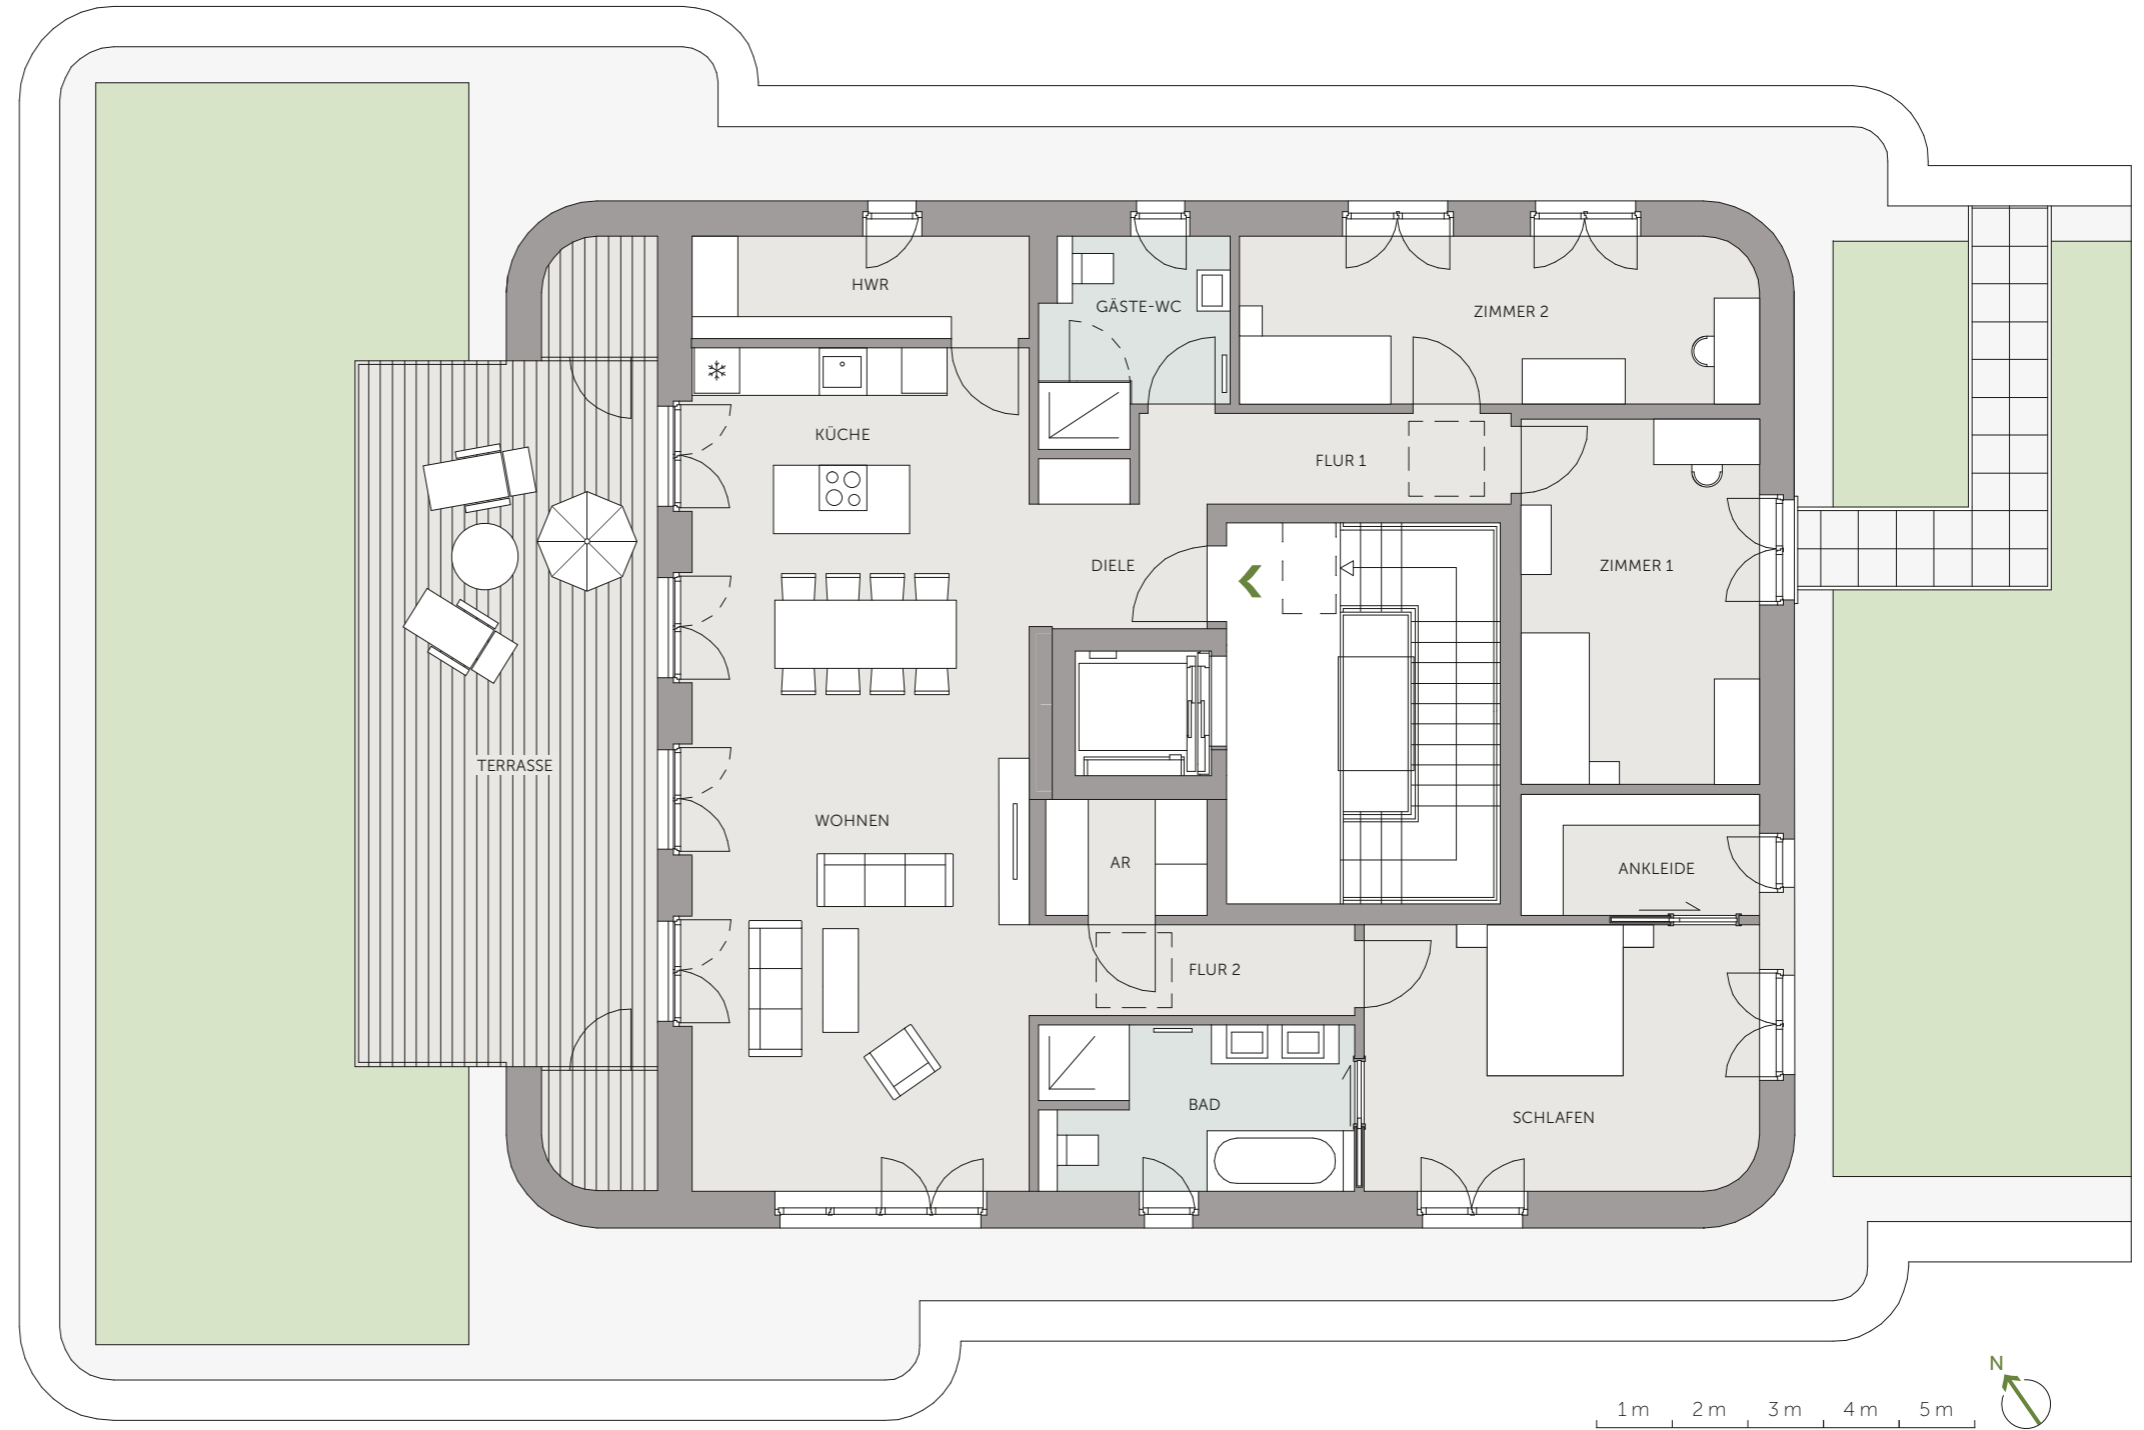 HWR
GÄSTE-WC
ZIMMER 2
KÜCHE
FLUR 1
DIELE
ZIMMER 1
TERRASSE
WOHNEN
AR
ANKLEIDE
FLUR 2
BAD
SCHLAFEN
N
1 m 2 m 3 m 4 m 5 m